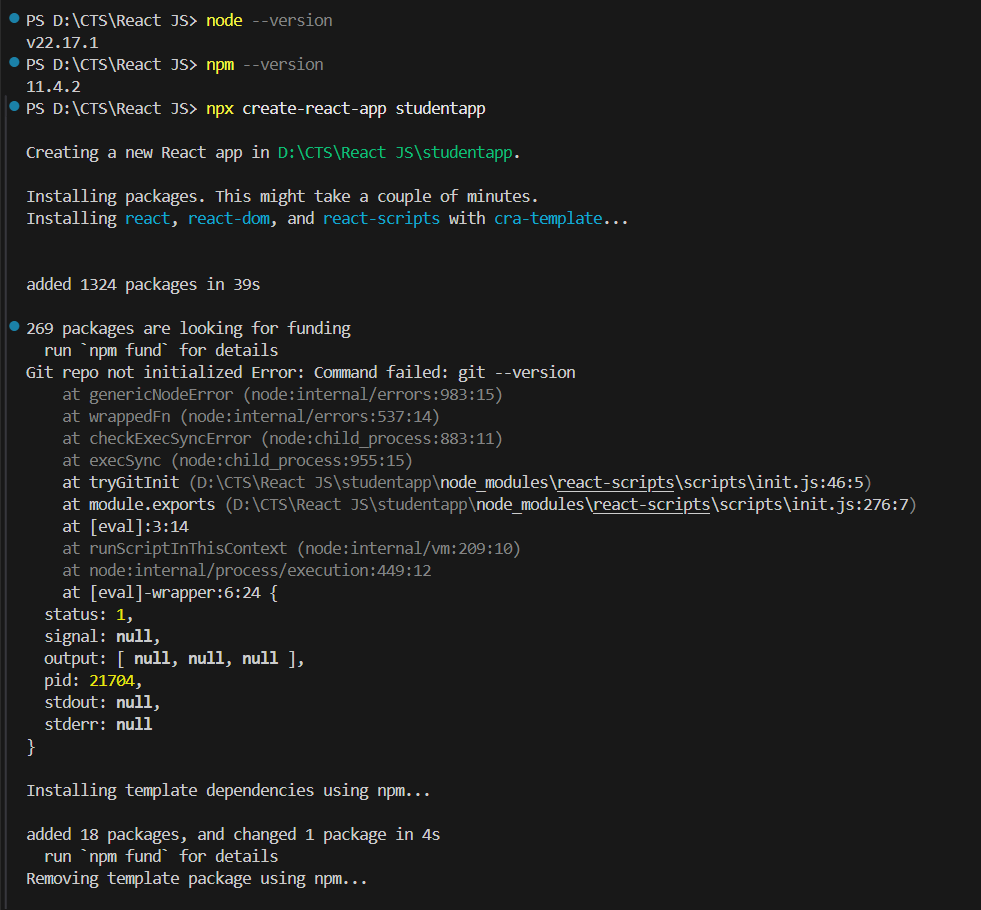 PS D:\CTS\React JS> node --version
v22.17.1
PS D:\CTS\React JS> npm --version
11.4.2
PS D:\CTS\React JS> npx create-react-app studentapp
Creating a new React app in D:\CTS\React JS\studentapp.
Installing packages. This might take a couple of minutes.
Installing react, react-dom, and react-scripts with cra-template...
added 1324 packages in 39s
269 packages are looking for funding
  run `npm fund` for details
Git repo not initialized Error: Command failed: git --version
    at genericNodeError (node:internal/errors:983:15)
    at wrappedFn (node:internal/errors:537:14)
    at checkExecSyncError (node:child_process:883:11)
    at execSync (node:child_process:955:15)
    at tryGitInit (D:\CTS\React JS\studentapp\node_modules\react-scripts\scripts\init.js:46:5)
    at module.exports (D:\CTS\React JS\studentapp\node_modules\react-scripts\scripts\init.js:276:7)
    at [eval]:3:14
    at runScriptInThisContext (node:internal/vm:209:10)
    at node:internal/process/execution:449:12
    at [eval]-wrapper:6:24 {
  status: 1,
  signal: null,
  output: [ null, null, null ],
  pid: 21704,
  stdout: null,
  stderr: null
}
Installing template dependencies using npm...
added 18 packages, and changed 1 package in 4s
  run `npm fund` for details
Removing template package using npm...